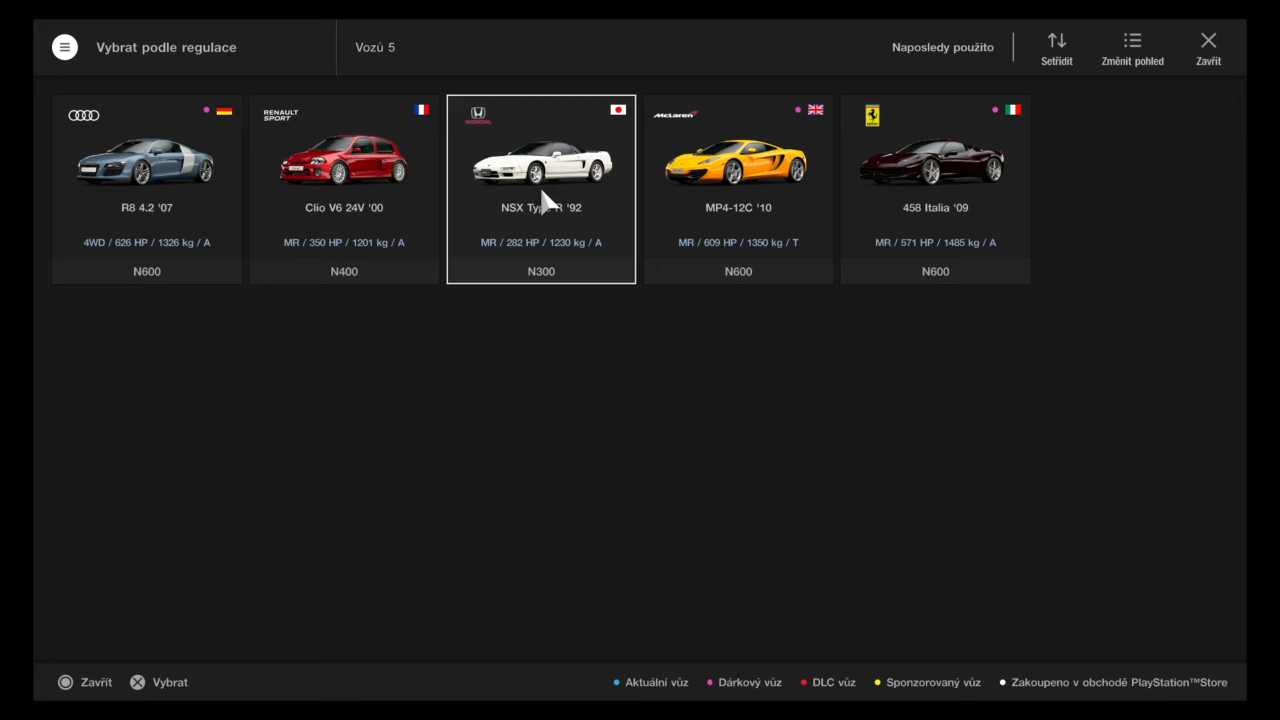 Vybrat podle regulace
Vozů 5
Naposledy použito
Setřídit
Změnit pohled
Zavřít
R8 4.2 '07
4WD / 626 HP / 1326 kg / A
N600
RENAULT
SPORT
Clio V6 24V '00
MR / 350 HP / 1201 kg / A
N400
HONDA
NSX Type R '92
MR / 282 HP / 1230 kg / A
N300
McLaren
MP4-12C '10
MR / 609 HP / 1350 kg / T
N600
458 Italia '09
MR / 571 HP / 1485 kg / A
N600
Zavřít
Vybrat
Aktuální vůz
Dárkový vůz
DLC vůz
Sponzorovaný vůz
Zakoupeno v obchodě PlayStation™Store